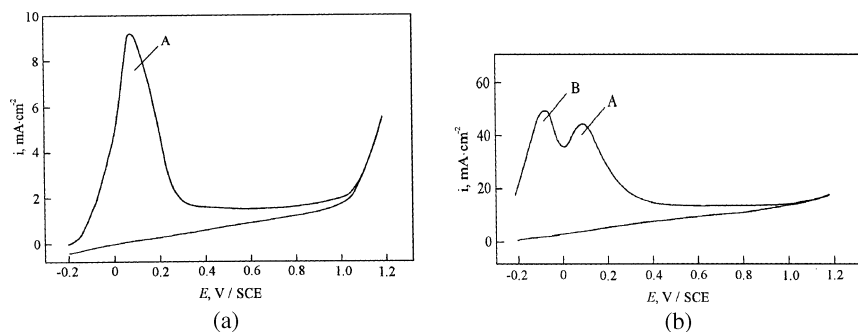 10
8
6
4
2
0
i, mA·cm⁻²
A
-0.2 0 0.2 0.4 0.6 0.8 1.0 1.2
E, V / SCE
(a)
60
40
20
0
i, mA·cm⁻²
B
A
-0.2 0 0.2 0.4 0.6 0.8 1.0 1.2
E, V / SCE
(b)